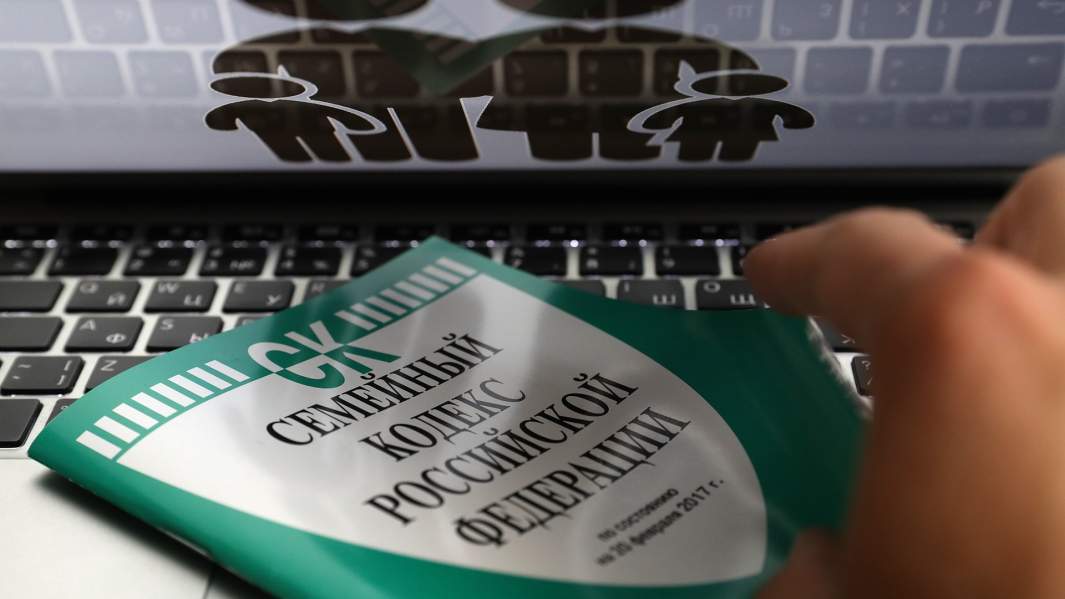 СК
СЕМЕЙНЫЙ
КОДЕКС
РОССИЙСКОЙ
ФЕДЕРАЦИИ
по состоянию
на 20 февраля 2017 г.
Q Й W Ц E У I Ш O Щ
A Ф S Ы
Z